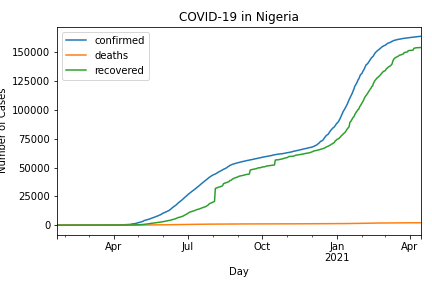 COVID-19 in Nigeria
confirmed
deaths
recovered
150000
125000
100000
75000
50000
25000
0
Number of Cases
Apr
Jul
Oct
Jan
2021
Apr
Day